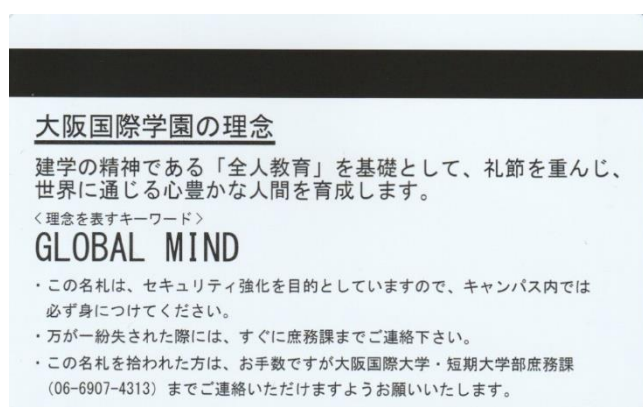 大阪国際学園の理念
建学の精神である「全人教育」を基礎として、礼節を重んじ、
世界に通じる心豊かな人間を育成します。
〈理念を表すキーワード〉
GLOBAL MIND
・この名札は、セキュリティ強化を目的としていますので、キャンパス内では
必ず身につけてください。
・万が一紛失された際には、すぐに庶務課までご連絡下さい。
・この名札を拾われた方は、お手数ですが大阪国際大学・短期大学部庶務課
（06-6907-4313）までご連絡いただけますようお願いいたします。